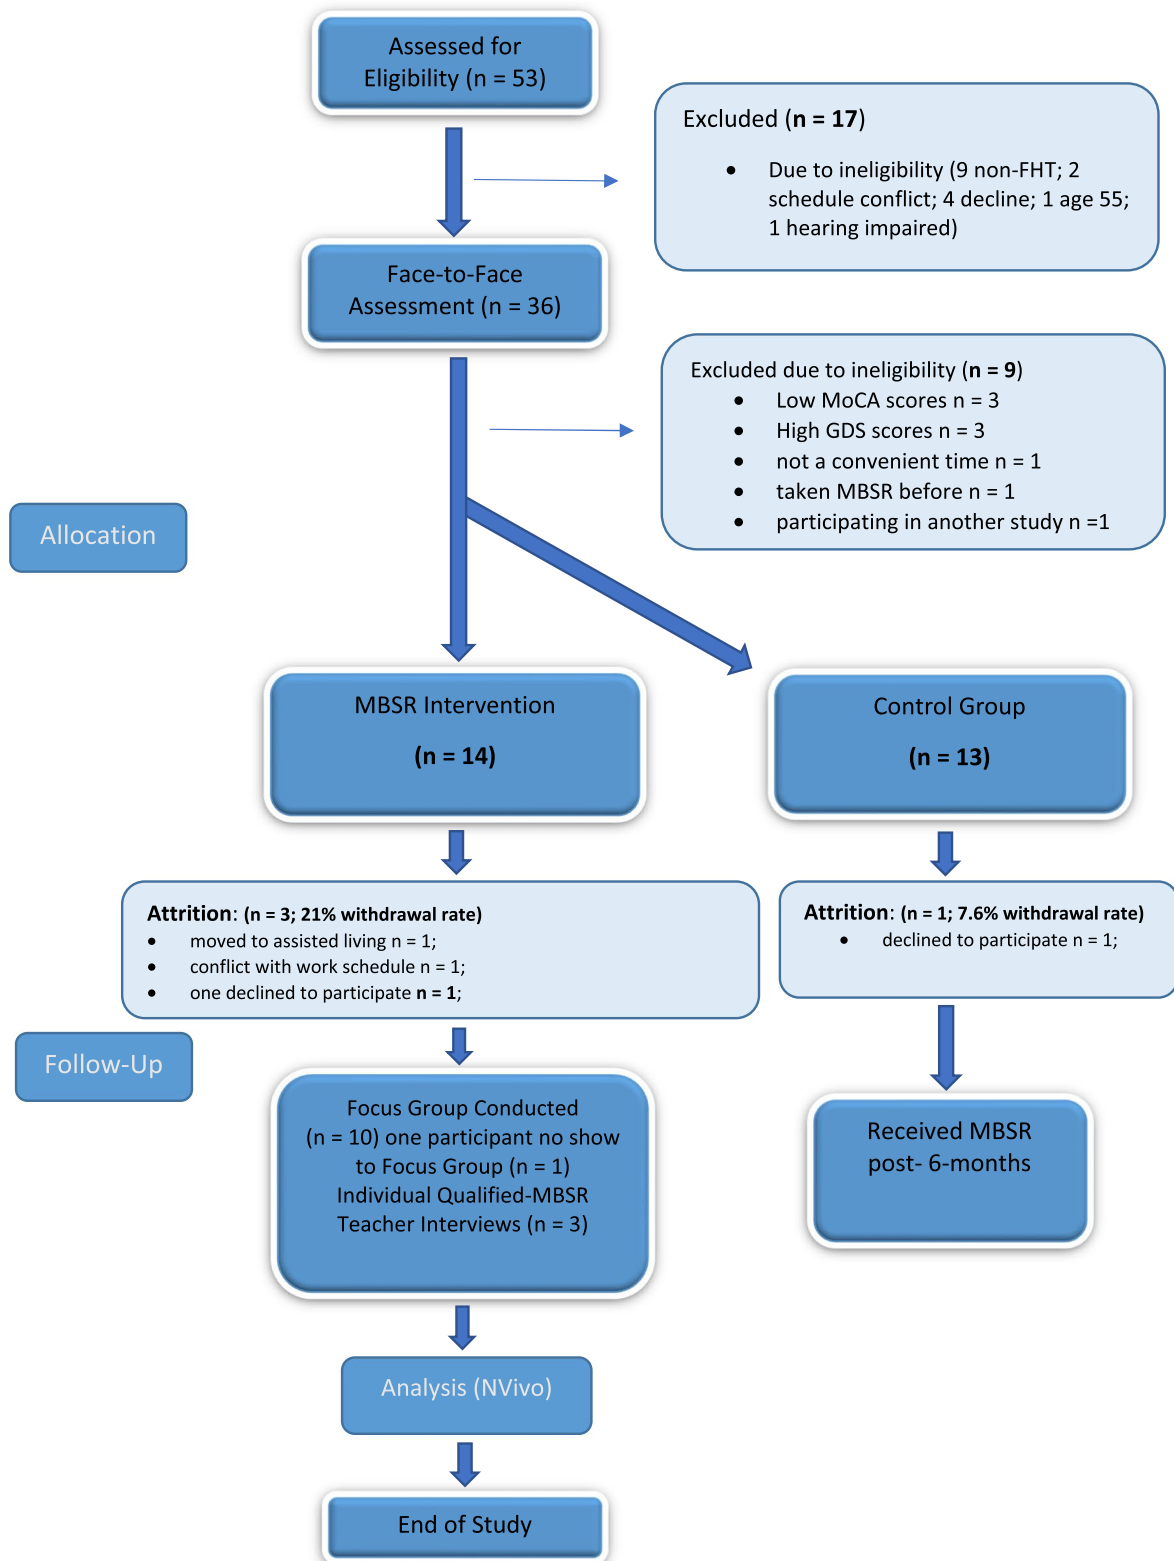 Assessed for
Eligibility (n = 53)
Excluded (n = 17)
• Due to ineligibility (9 non-FHT; 2
schedule conflict; 4 decline; 1 age 55;
1 hearing impaired)
Face-to-Face
Assessment (n = 36)
Excluded due to ineligibility (n = 9)
• Low MoCA scores n = 3
• High GDS scores n = 3
• not a convenient time n = 1
• taken MBSR before n = 1
• participating in another study n =1
Allocation
MBSR Intervention
(n = 14)
Control Group
(n = 13)
Attrition: (n = 3; 21% withdrawal rate)
• moved to assisted living n = 1;
• conflict with work schedule n = 1;
• one declined to participate n = 1;
Attrition: (n = 1; 7.6% withdrawal rate)
• declined to participate n = 1;
Follow-Up
Focus Group Conducted
(n = 10) one participant no show
to Focus Group (n = 1)
Individual Qualified-MBSR
Teacher Interviews (n = 3)
Received MBSR
post- 6-months
Analysis (NVivo)
End of Study